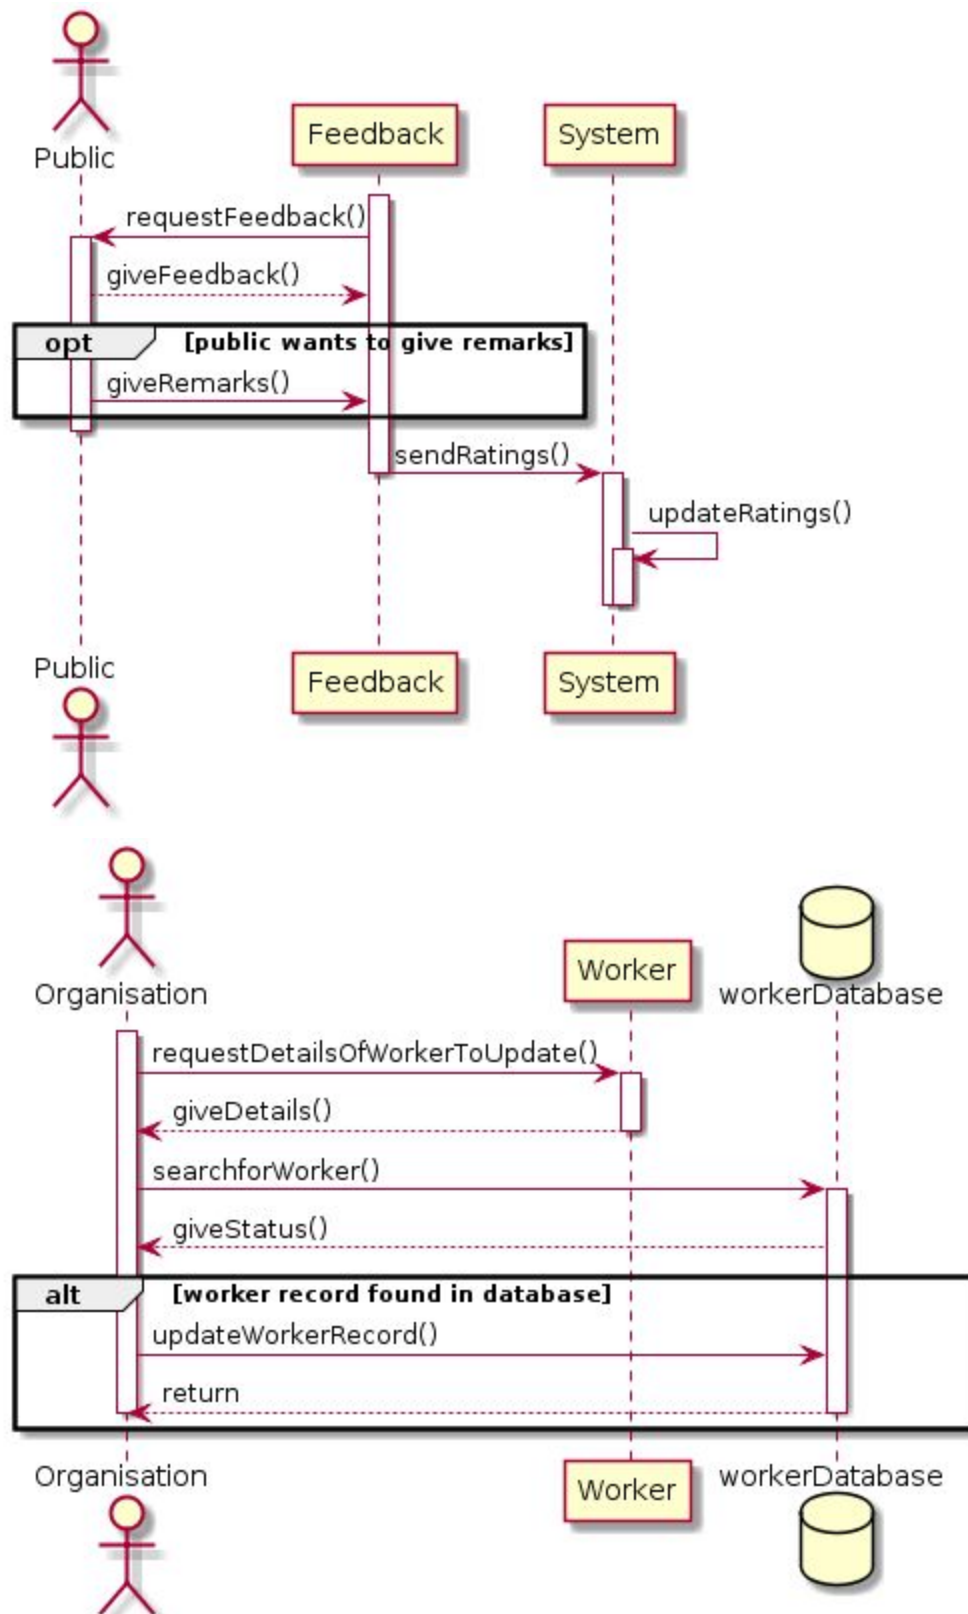 Public
Feedback
System
requestFeedback()
giveFeedback()
opt [public wants to give remarks]
giveRemarks()
sendRatings()
updateRatings()
Public
Feedback
System
Organisation
Worker
workerDatabase
requestDetailsOfWorkerToUpdate()
giveDetails()
searchforWorker()
giveStatus()
alt [worker record found in database]
updateWorkerRecord()
return
Organisation
Worker
workerDatabase